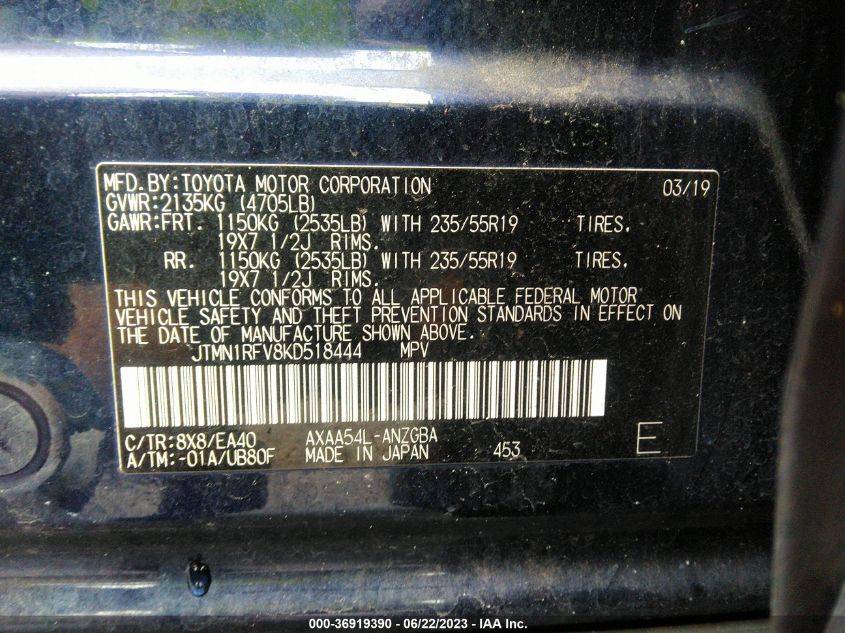 MFD.BY:TOYOTA MOTOR CORPORATION 03/19
GVWR:2135KG (4705LB)
GAWR:FRT. 1150KG (2535LB) WITH 235/55R19 TIRES.
19X7 1/2J RIMS.
RR. 1150KG (2535LB) WITH 235/55R19 TIRES.
19X7 1/2J RIMS.
THIS VEHICLE CONFORMS TO ALL APPLICABLE FEDERAL MOTOR
VEHICLE SAFETY AND THEFT PREVENTION STANDARDS IN EFFECT ON
THE DATE OF MANUFACTURE SHOWN ABOVE.
JTMN1RFV8KD518444 MPV
C/TR:8X8/EA40 AXAA54L-ANZGBA
A/TM:-01A/UB80F MADE IN JAPAN 453 E
000-36919390 - 06/22/2023 - IAA Inc.